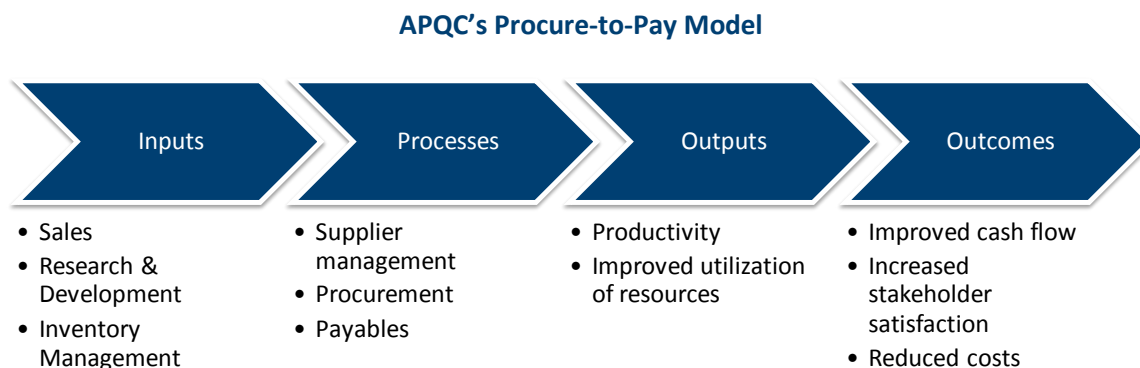 APQC’s Procure-to-Pay Model
Inputs
Processes
Outputs
Outcomes
• Sales
• Research &
Development
• Inventory
Management
• Supplier
management
• Procurement
• Payables
• Productivity
• Improved utilization
of resources
• Improved cash flow
• Increased
stakeholder
satisfaction
• Reduced costs